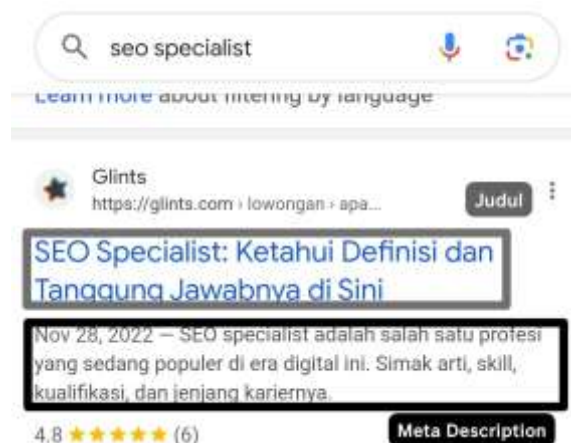 seo specialist
Learn more about filtering by language
Glints
https://glints.com › lowongan › apa...
Judul
SEO Specialist: Ketahui Definisi dan
Tanggung Jawabnya di Sini
Nov 28, 2022 — SEO specialist adalah salah satu profesi
yang sedang populer di era digital ini. Simak arti, skill,
kualifikasi, dan jenjang kariernya.
4.8 ★★★★★ (6)
Meta Description